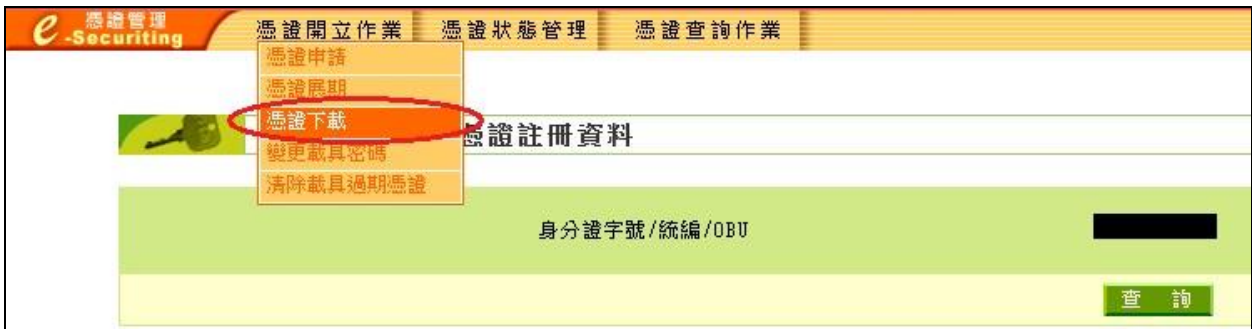 憑證管理
e-Securiting
憑證開立作業 憑證狀態管理 憑證查詢作業
憑證申請
憑證展期
憑證下載
憑證註冊資料
變更載具密碼
清除載具過期憑證
身分證字號/統編/OBU
查 詢